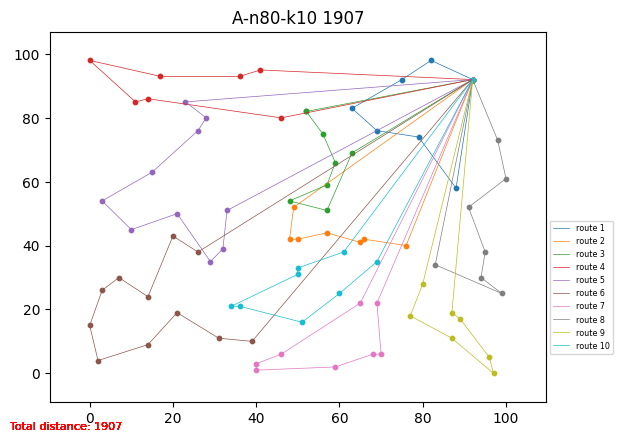 A-n80-k10 1907
100
80
60
40
20
0
0
20
40
60
80
100
route 1
route 2
route 3
route 4
route 5
route 6
route 7
route 8
route 9
route 10
Total distance: 1907